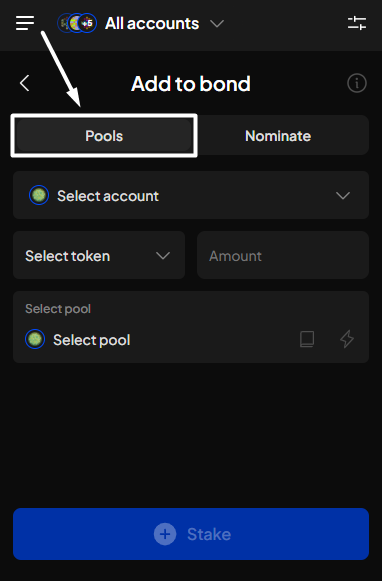 +5 All accounts
Add to bond
Pools Nominate
Select account
Select token Amount
Select pool
Select pool
Stake